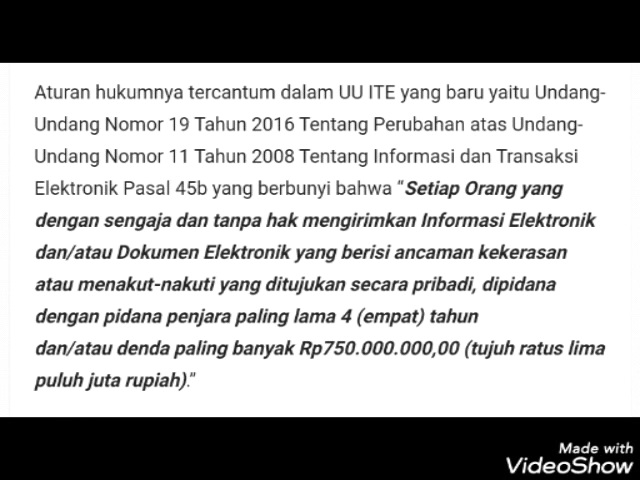 Aturan hukumnya tercantum dalam UU ITE yang baru yaitu Undang-
Undang Nomor 19 Tahun 2016 Tentang Perubahan atas Undang-
Undang Nomor 11 Tahun 2008 Tentang Informasi dan Transaksi
Elektronik Pasal 45b yang berbunyi bahwa “Setiap Orang yang
dengan sengaja dan tanpa hak mengirimkan Informasi Elektronik
dan/atau Dokumen Elektronik yang berisi ancaman kekerasan
atau menakut-nakuti yang ditujukan secara pribadi, dipidana
dengan pidana penjara paling lama 4 (empat) tahun
dan/atau denda paling banyak Rp750.000.000,00 (tujuh ratus lima
puluh juta rupiah).”
Made with
VideoShow